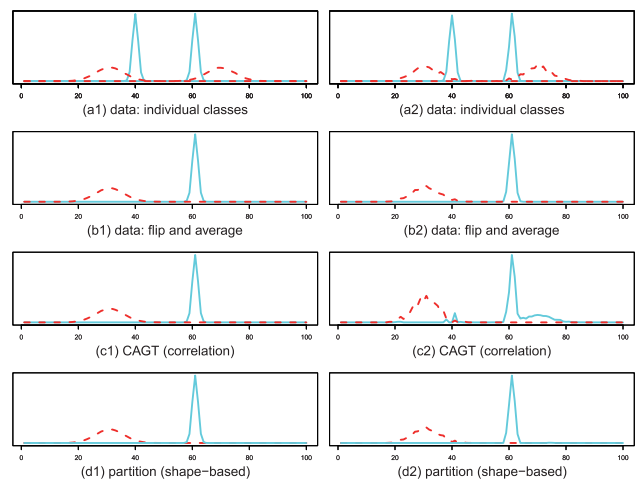 0 20 40 60 80 100 0 20 40 60 80 100
(a1) data: individual classes (a2) data: individual classes
0 20 40 60 80 100 0 20 40 60 80 100
(b1) data: flip and average (b2) data: flip and average
0 20 40 60 80 100 0 20 40 60 80 100
(c1) CAGT (correlation) (c2) CAGT (correlation)
0 20 40 60 80 100 0 20 40 60 80 100
(d1) partition (shape−based) (d2) partition (shape−based)